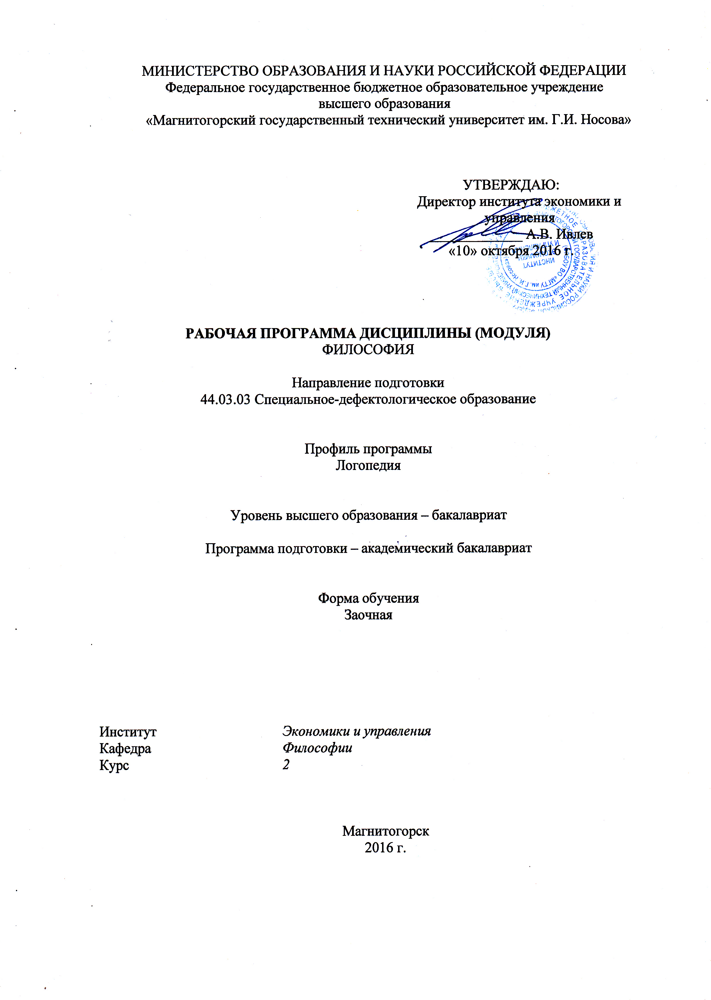 МИНИСТЕРСТВО ОБРАЗОВАНИЯ И НАУКИ РОССИЙСКОЙ ФЕДЕРАЦИИ
Федеральное государственное бюджетное образовательное учреждение
высшего образования
«Магнитогорский государственный технический университет им. Г.И. Носова»
УТВЕРЖДАЮ:
Директор института экономики и
управления
А.В. Ивлев
«10» октября 2016 г.
ИНСТИТУТ
ЭКОНОМИКИ
И УПРАВЛЕНИЯ
РАБОЧАЯ ПРОГРАММА ДИСЦИПЛИНЫ (МОДУЛЯ)
ФИЛОСОФИЯ
Направление подготовки
44.03.03 Специальное-дефектологическое образование
Профиль программы
Логопедия
Уровень высшего образования – бакалавриат
Программа подготовки – академический бакалавриат
Форма обучения
Заочная
Институт Экономики и управления
Кафедра Философии
Курс 2
Магнитогорск
2016 г.